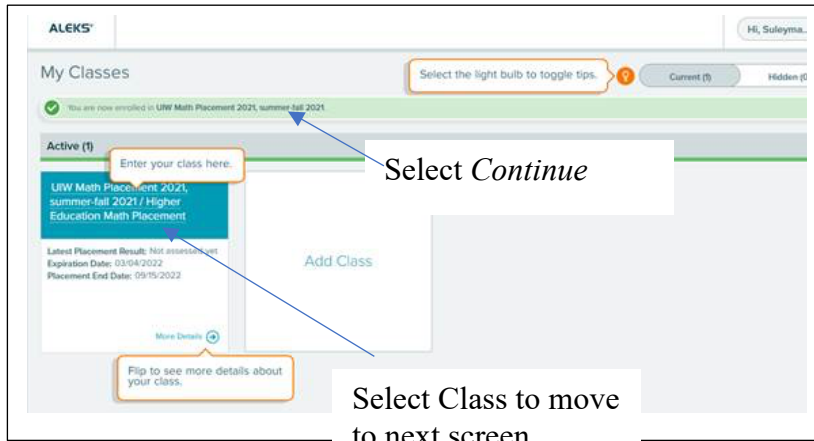 ALEKS®
Hi, Suleyma..
My Classes
Select the light bulb to toggle tips.
Current (1)
Hidden (0
You are now enrolled in UIW Math Placement 2021, summer-fall 2021
Active (1)
Enter your class here.
Select Continue
UIW Math Placement 2021,
summer-fall 2021 / Higher
Education Math Placement
Latest Placement Result: Not assessed yet
Expiration Date: 03/04/2022
Placement End Date: 09/15/2022
Add Class
More Details
Flip to see more details about
your class.
Select Class to move
to next screen